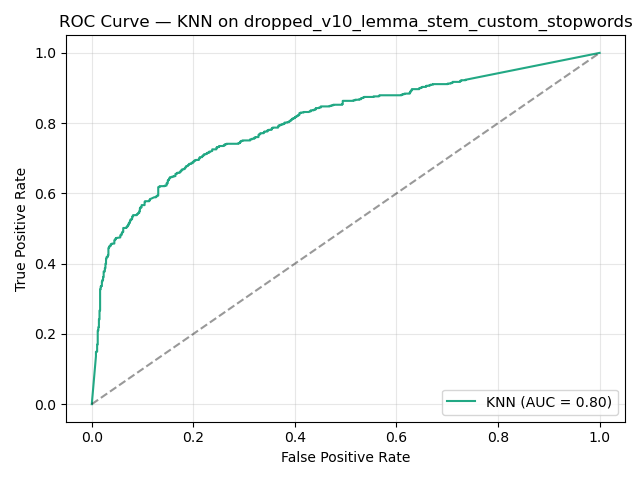 ROC Curve — KNN on dropped_v10_lemma_stem_custom_stopwords
True Positive Rate
1.0
0.8
0.6
0.4
0.2
0.0
0.0 0.2 0.4 0.6 0.8 1.0
False Positive Rate
KNN (AUC = 0.80)